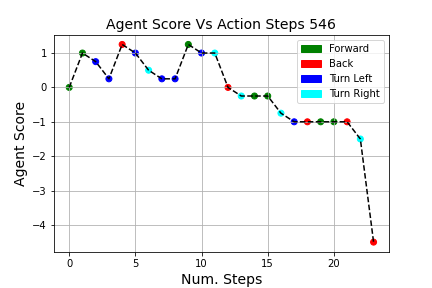 Agent Score Vs Action Steps 546
Agent Score
1
0
−1
−2
−3
−4
Forward
Back
Turn Left
Turn Right
0 5 10 15 20
Num. Steps